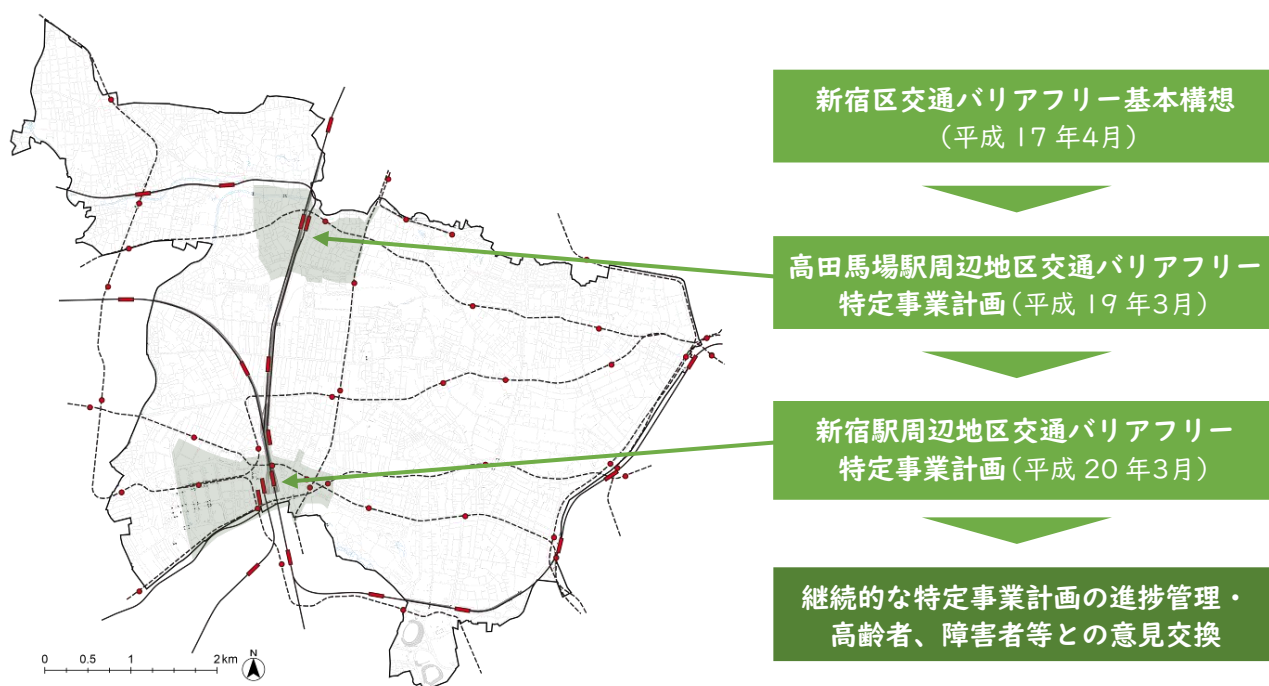 新宿区交通バリアフリー基本構想
(平成 17 年4月)
高田馬場駅周辺地区交通バリアフリー
特定事業計画(平成 19 年3月)
新宿駅周辺地区交通バリアフリー
特定事業計画(平成 20 年3月)
継続的な特定事業計画の進捗管理・
高齢者、障害者等との意見交換
0 0.5 1 2km
N